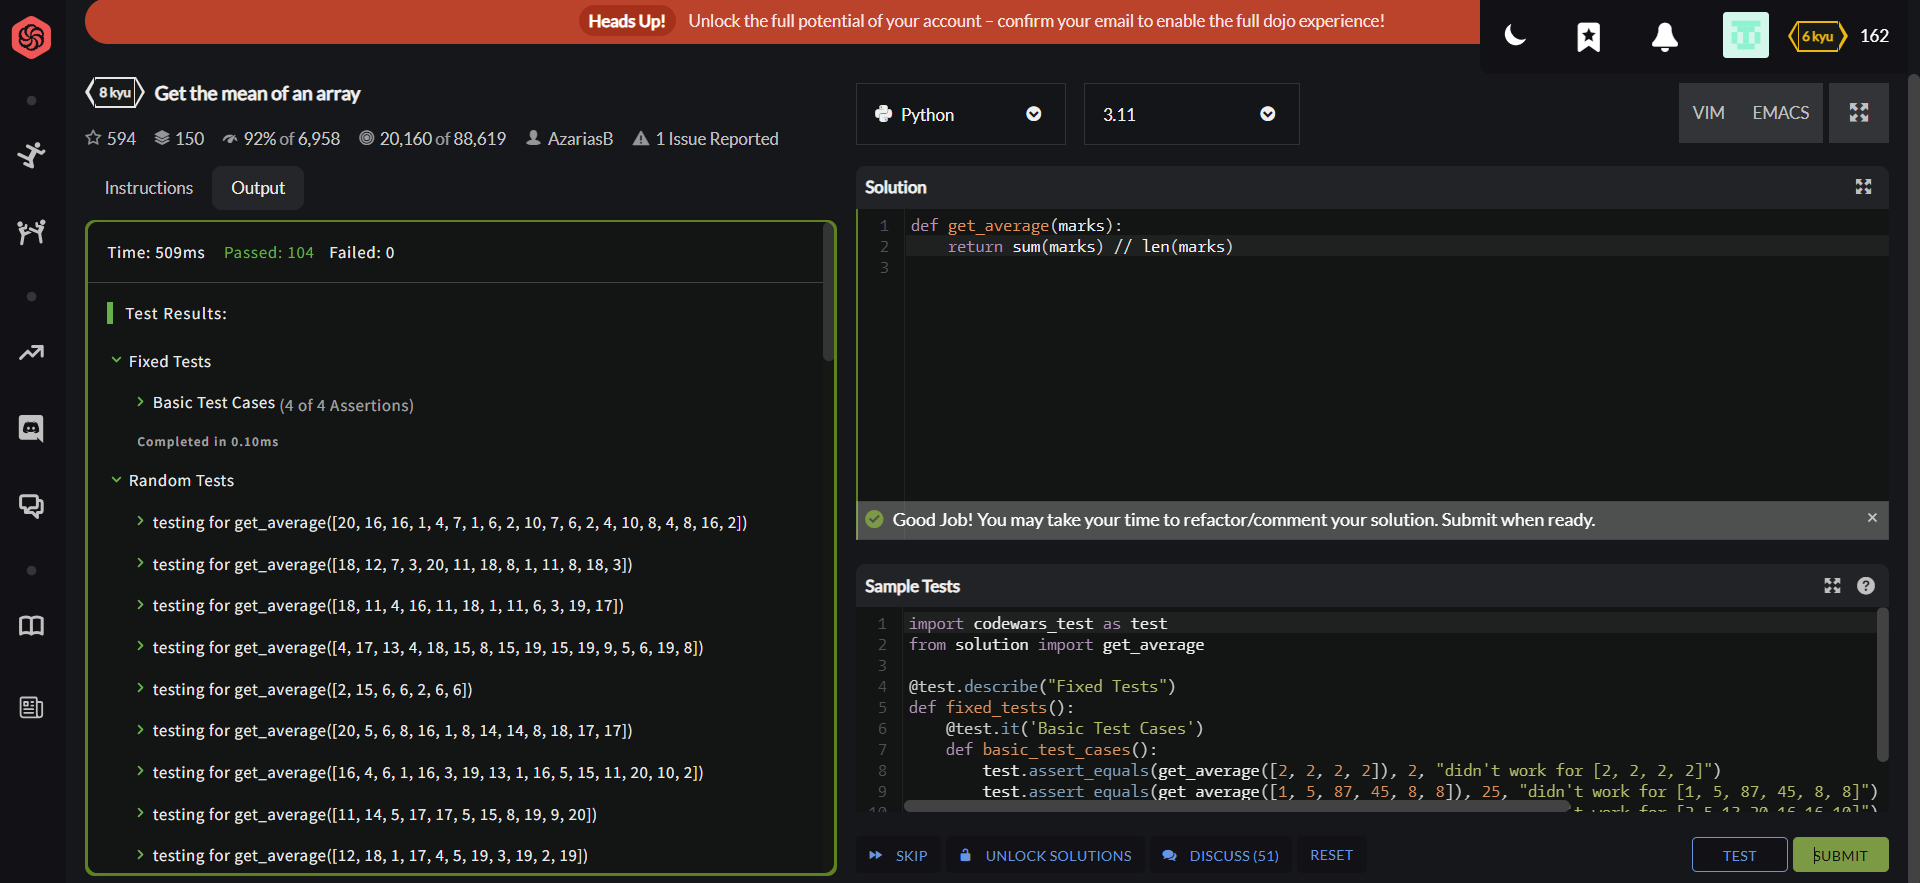 Heads Up! Unlock the full potential of your account – confirm your email to enable the full dojo experience!
6 kyu 162
8 kyu Get the mean of an array
594 150 92% of 6,958 20,160 of 88,619 AzariasB 1 Issue Reported
Instructions Output
Time: 509ms Passed: 104 Failed: 0
Test Results:
Fixed Tests
Basic Test Cases (4 of 4 Assertions)
Completed in 0.10ms
Random Tests
testing for get_average([20, 16, 16, 1, 4, 7, 1, 6, 2, 10, 7, 6, 2, 4, 10, 8, 4, 8, 16, 2])
testing for get_average([18, 12, 7, 3, 20, 11, 18, 8, 1, 11, 8, 18, 3])
testing for get_average([18, 11, 4, 16, 11, 18, 1, 11, 6, 3, 19, 17])
testing for get_average([4, 17, 13, 4, 18, 15, 8, 15, 19, 15, 19, 9, 5, 6, 19, 8])
testing for get_average([2, 15, 6, 6, 2, 6, 6])
testing for get_average([20, 5, 6, 8, 16, 1, 8, 14, 14, 8, 18, 17, 17])
testing for get_average([16, 4, 6, 1, 16, 3, 19, 13, 1, 16, 5, 15, 11, 20, 10, 2])
testing for get_average([11, 14, 5, 17, 17, 5, 15, 8, 19, 9, 20])
testing for get_average([12, 18, 1, 17, 4, 5, 19, 3, 19, 2, 19])
Python 3.11 VIM EMACS
Solution
1 def get_average(marks):
2 return sum(marks) // len(marks)
3
Good Job! You may take your time to refactor/comment your solution. Submit when ready.
Sample Tests
1 import codewars_test as test
2 from solution import get_average
3
4 @test.describe("Fixed Tests")
5 def fixed_tests():
6 @test.it('Basic Test Cases')
7 def basic_test_cases():
8 test.assert_equals(get_average([2, 2, 2, 2]), 2, "didn't work for [2, 2, 2, 2]")
9 test.assert_equals(get_average([1, 5, 87, 45, 8, 8]), 25, "didn't work for [1, 5, 87, 45, 8, 8]")
10 t work for [2,5,13,20,16,16,10]")
SKIP UNLOCK SOLUTIONS DISCUSS (51) RESET TEST SUBMIT